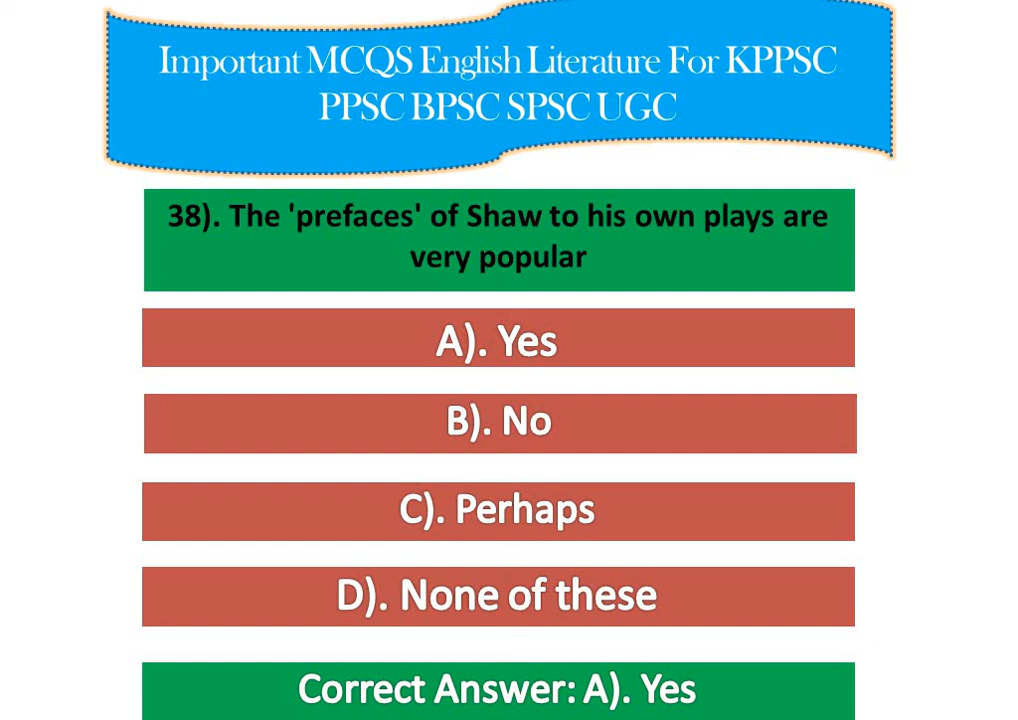 Important MCQS English Literature For KPPSC
PPSC BPSC SPSC UGC
38). The 'prefaces' of Shaw to his own plays are
very popular
A). Yes
B). No
C). Perhaps
D). None of these
Correct Answer: A). Yes